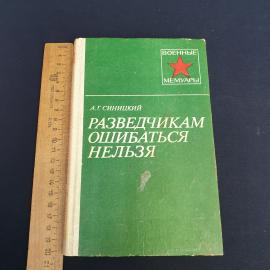 ВОЕННЫЕ
МЕМУАРЫ
А.Г. СИНИЦКИЙ
РАЗВЕДЧИКАМ
ОШИБАТЬСЯ
НЕЛЬЗЯ